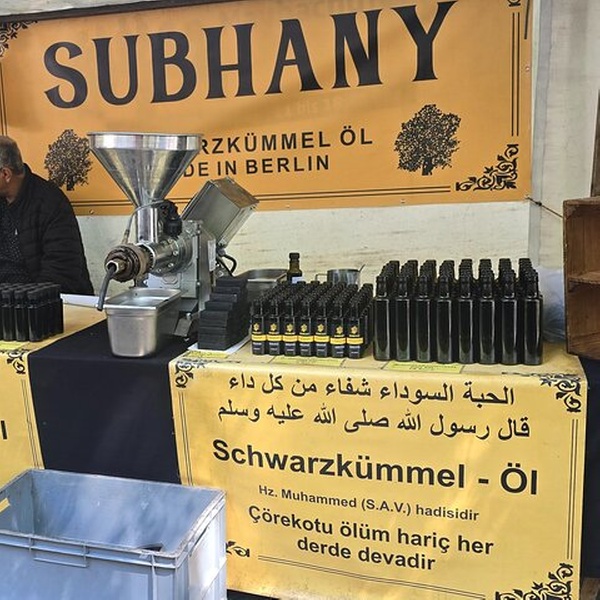 SUBHANY
RZKÜMMEL ÖL
DE IN BERLIN
الحبة السوداء شفاء من كل داء
قال رسول الله صلى الله عليه وسلم
Schwarzkümmel - Öl
Hz. Muhammed (S.A.V.) hadisidir
Çörekotu ölüm hariç her
derde devadir